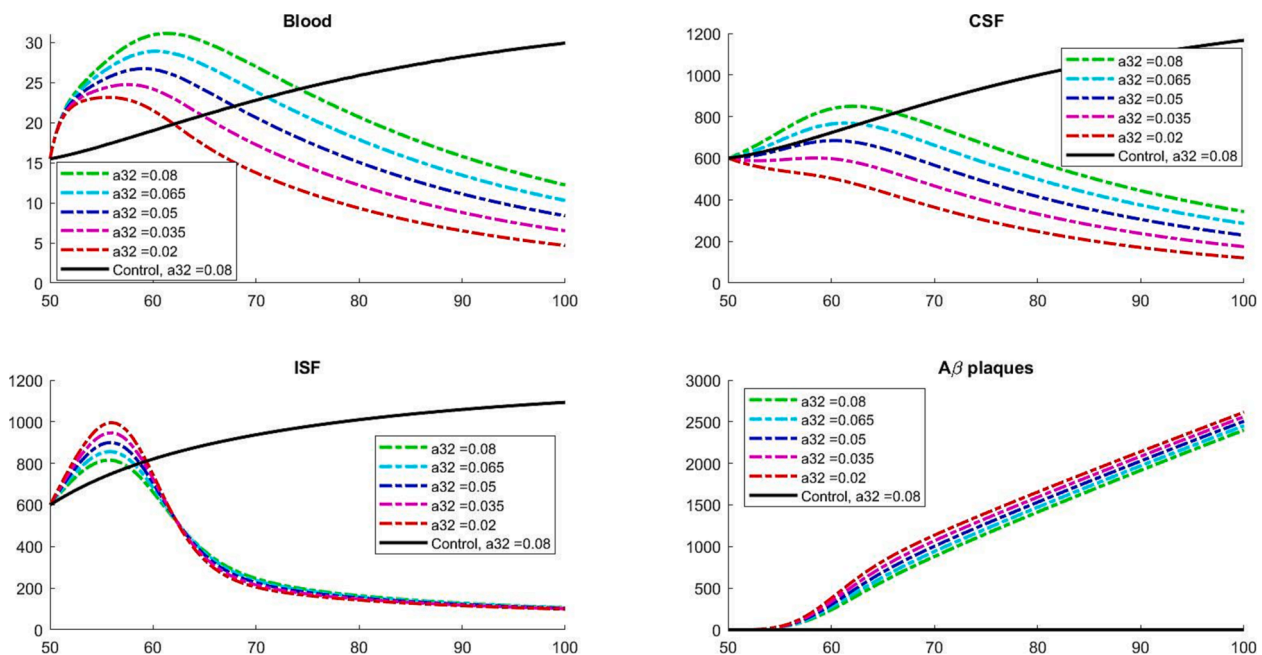 Blood
30
25
20
15
10
5
0
a32 =0.08
a32 =0.065
a32 =0.05
a32 =0.035
a32 =0.02
Control, a32 =0.08
50 60 70 80 90 100
CSF
1200
1000
800
600
400
200
0
a32 =0.08
a32 =0.065
a32 =0.05
a32 =0.035
a32 =0.02
Control, a32 =0.08
50 60 70 80 90 100
ISF
1200
1000
800
600
400
200
0
a32 =0.08
a32 =0.065
a32 =0.05
a32 =0.035
a32 =0.02
Control, a32 =0.08
50 60 70 80 90 100
Aβ plaques
3000
2500
2000
1500
1000
500
0
a32 =0.08
a32 =0.065
a32 =0.05
a32 =0.035
a32 =0.02
Control, a32 =0.08
50 60 70 80 90 100